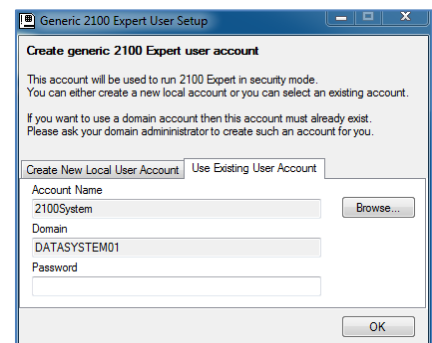 Generic 2100 Expert User Setup
Create generic 2100 Expert user account
This account will be used to run 2100 Expert in security mode.
You can either create a new local account or you can select an existing account.
If you want to use a domain account then this account must already exist.
Please ask your domain admininistrator to create such an account for you.
Create New Local User Account Use Existing User Account
Account Name
2100System Browse...
Domain
DATASYSTEM01
Password
OK